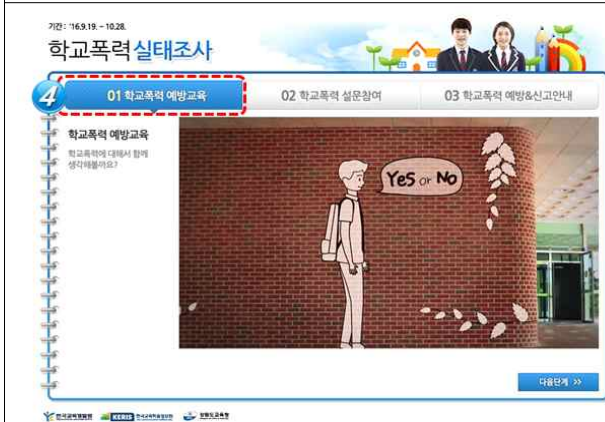 기간 : '16.9.19. ~ 10.28.
학교폭력실태조사
4
01 학교폭력 예방교육
02 학교폭력 설문참여
03 학교폭력 예방&신고안내
학교폭력 예방교육
학교폭력에 대해서 함께
생각해볼까요?
YeS or No
다음단계 >>
한국교육개발원 KERIS 한국교육학술정보원 강원도교육청